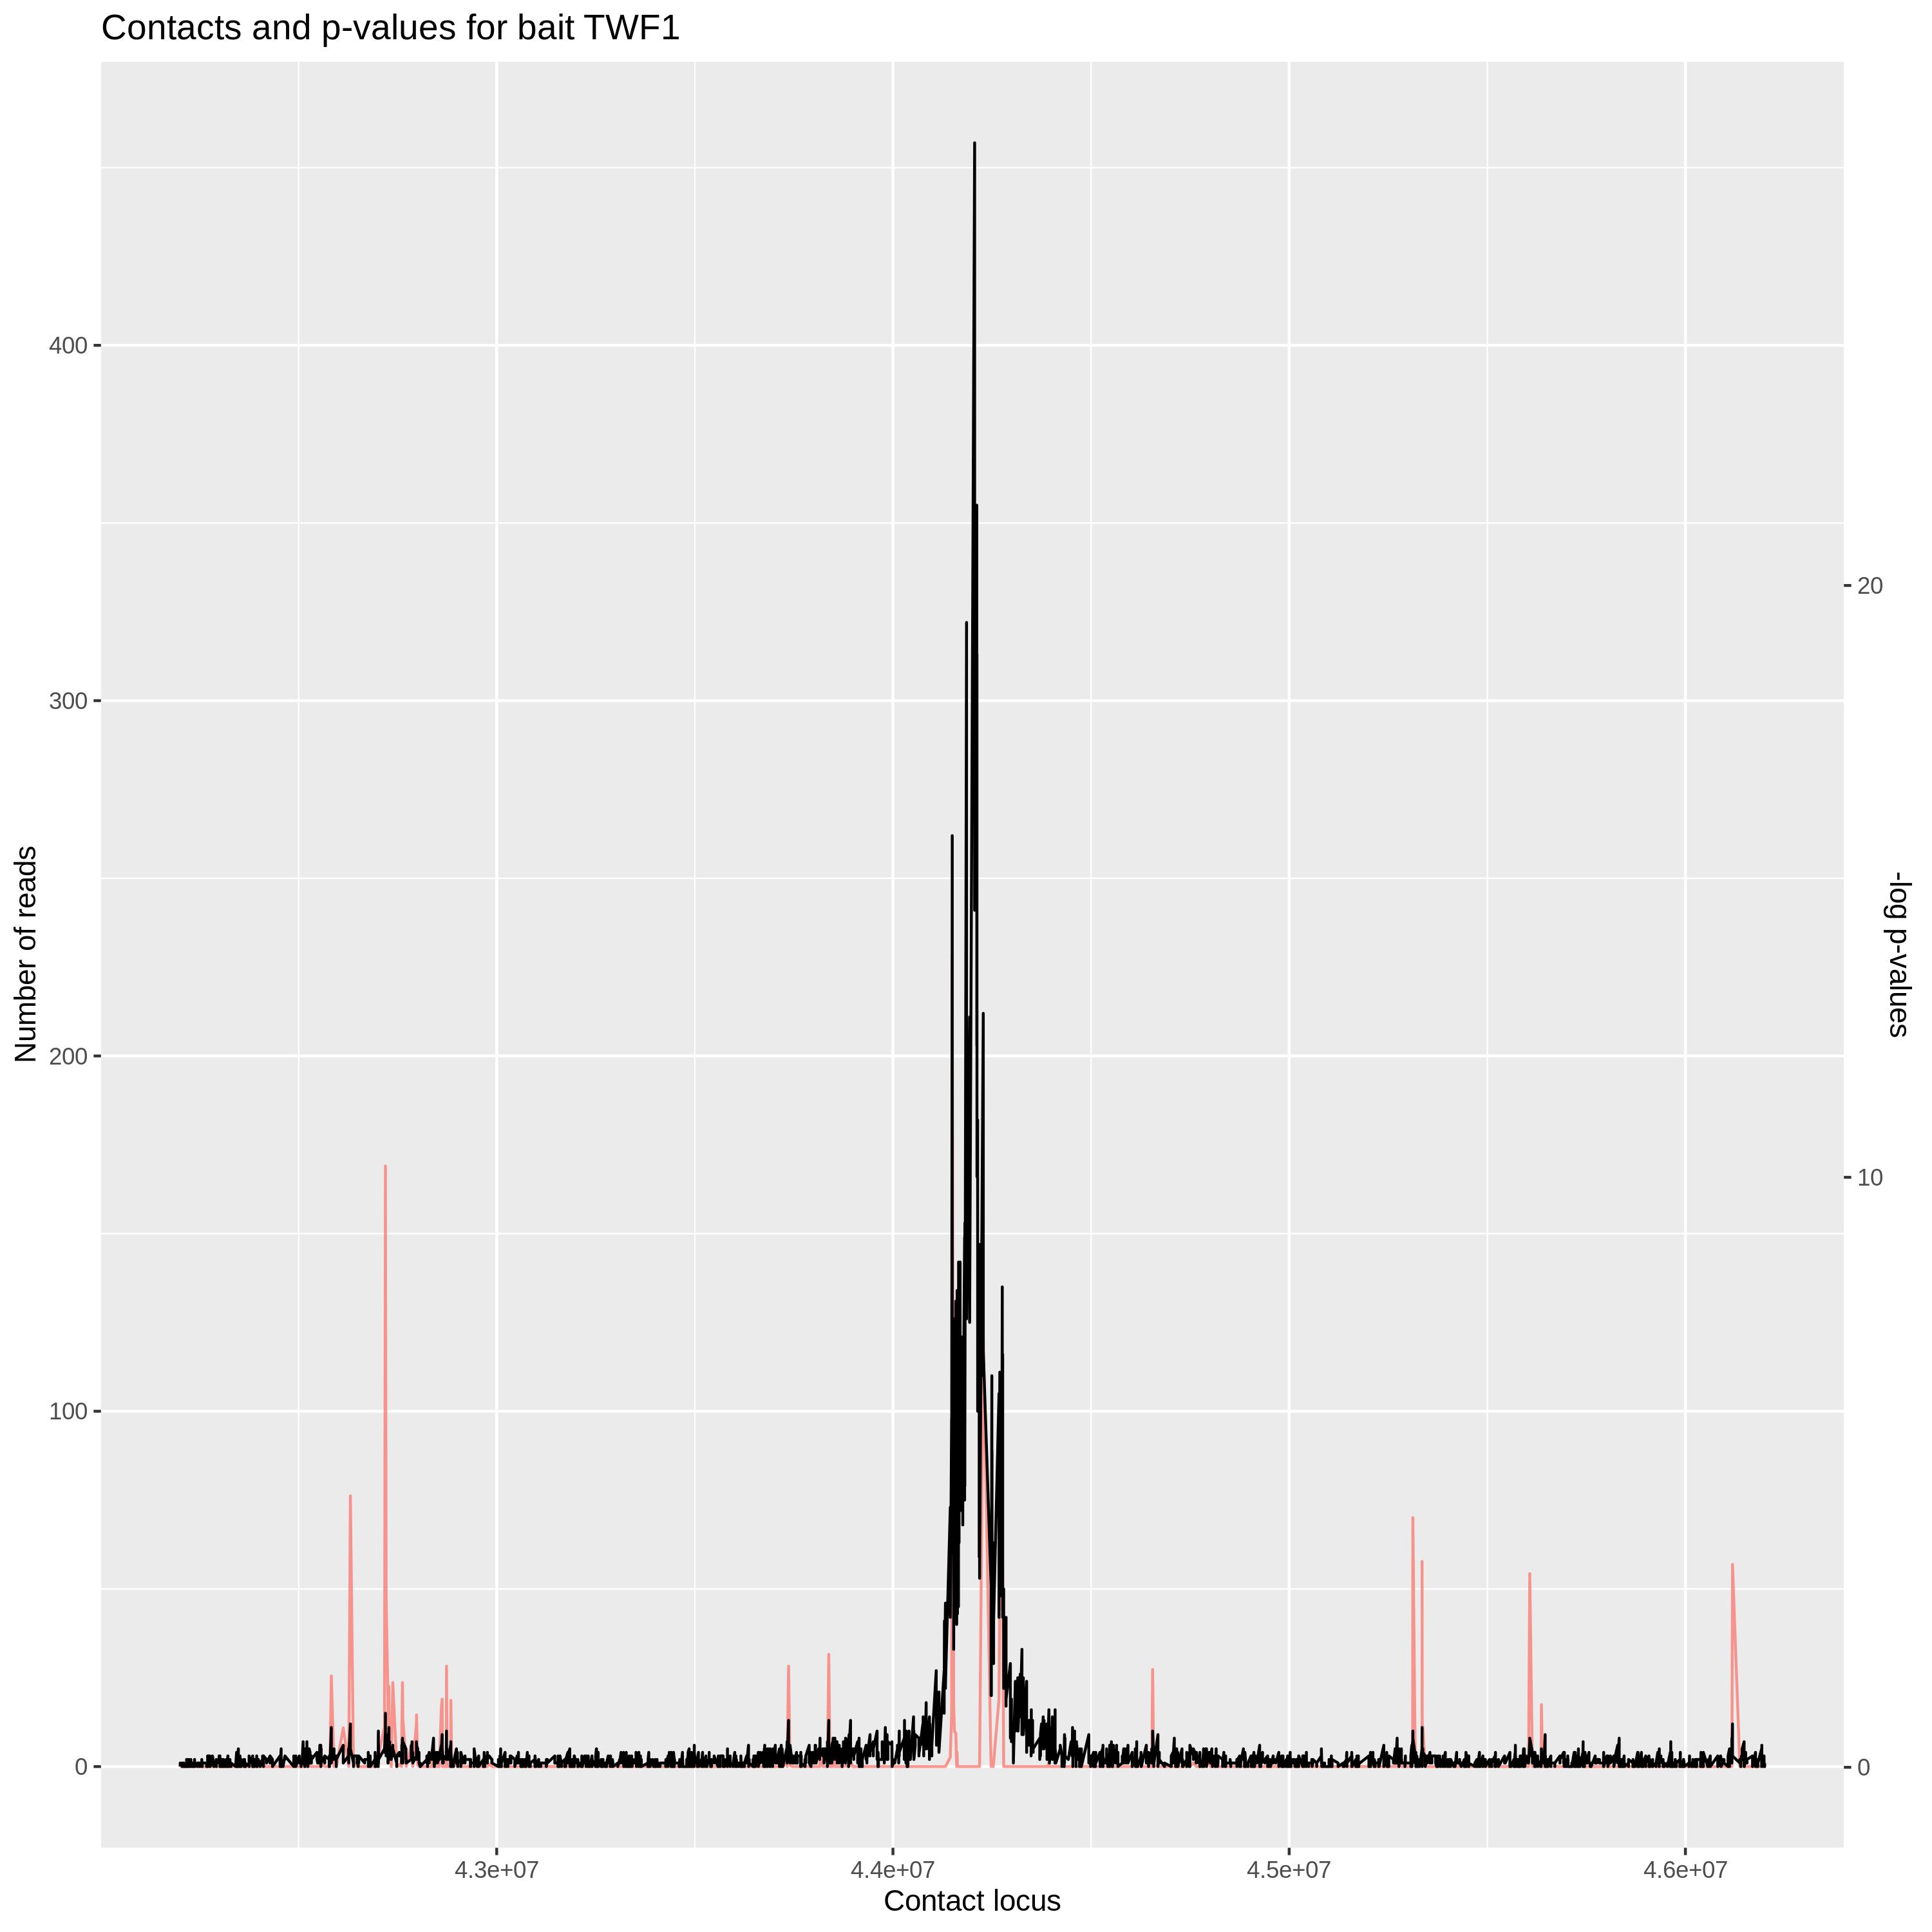 Contacts and p-values for bait TWF1
400
300
200
100
0
Number of reads
20
10
0
-log p-values
4.3e+07
4.4e+07
4.5e+07
4.6e+07
Contact locus